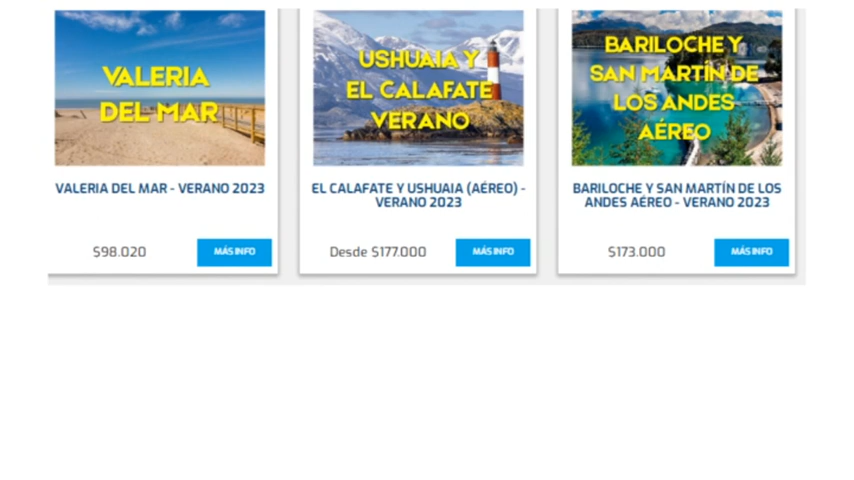 VALERIA
DEL MAR
VALERIA DEL MAR - VERANO 2023
$98.020
MÁS INFO
USHUAIA Y
EL CALAFATE
VERANO
EL CALAFATE Y USHUAIA (AÉREO) -
VERANO 2023
Desde $177.000
MÁS INFO
BARILOCHE Y
SAN MARTÍN DE
LOS ANDES
AÉREO
BARILOCHE Y SAN MARTÍN DE LOS
ANDES AÉREO - VERANO 2023
$173.000
MÁS INFO